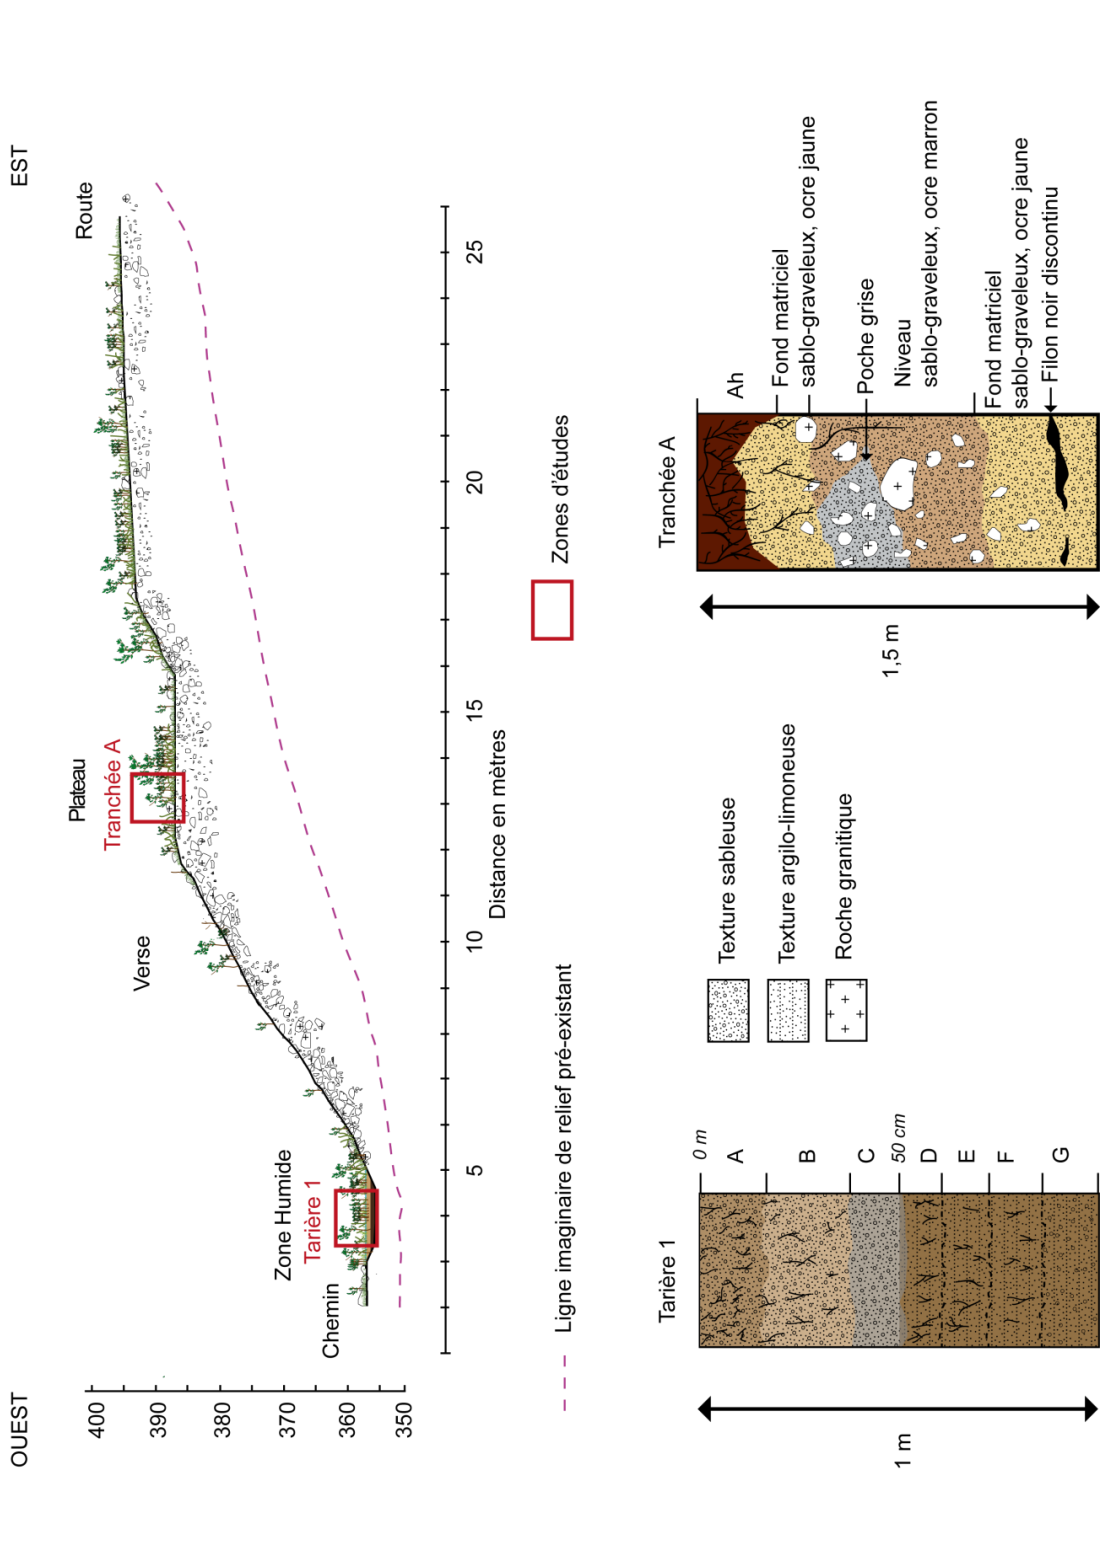 OUEST
EST
400
390
380
370
360
350
Chemin
Zone Humide
Tarière 1
Verse
Plateau
Tranchée A
Route
5
10
15
20
25
Distance en mètres
Ligne imaginaire de relief pré-existant
Zones d'études
Tarière 1
1 m
0 m
A
B
C
50 cm
D
E
F
G
Texture sableuse
Texture argilo-limoneuse
Roche granitique
Tranchée A
1,5 m
Ah
Fond matriciel
sablo-graveleux, ocre jaune
Poche grise
Niveau
sablo-graveleux, ocre marron
Fond matriciel
sablo-graveleux, ocre jaune
Filon noir discontinu